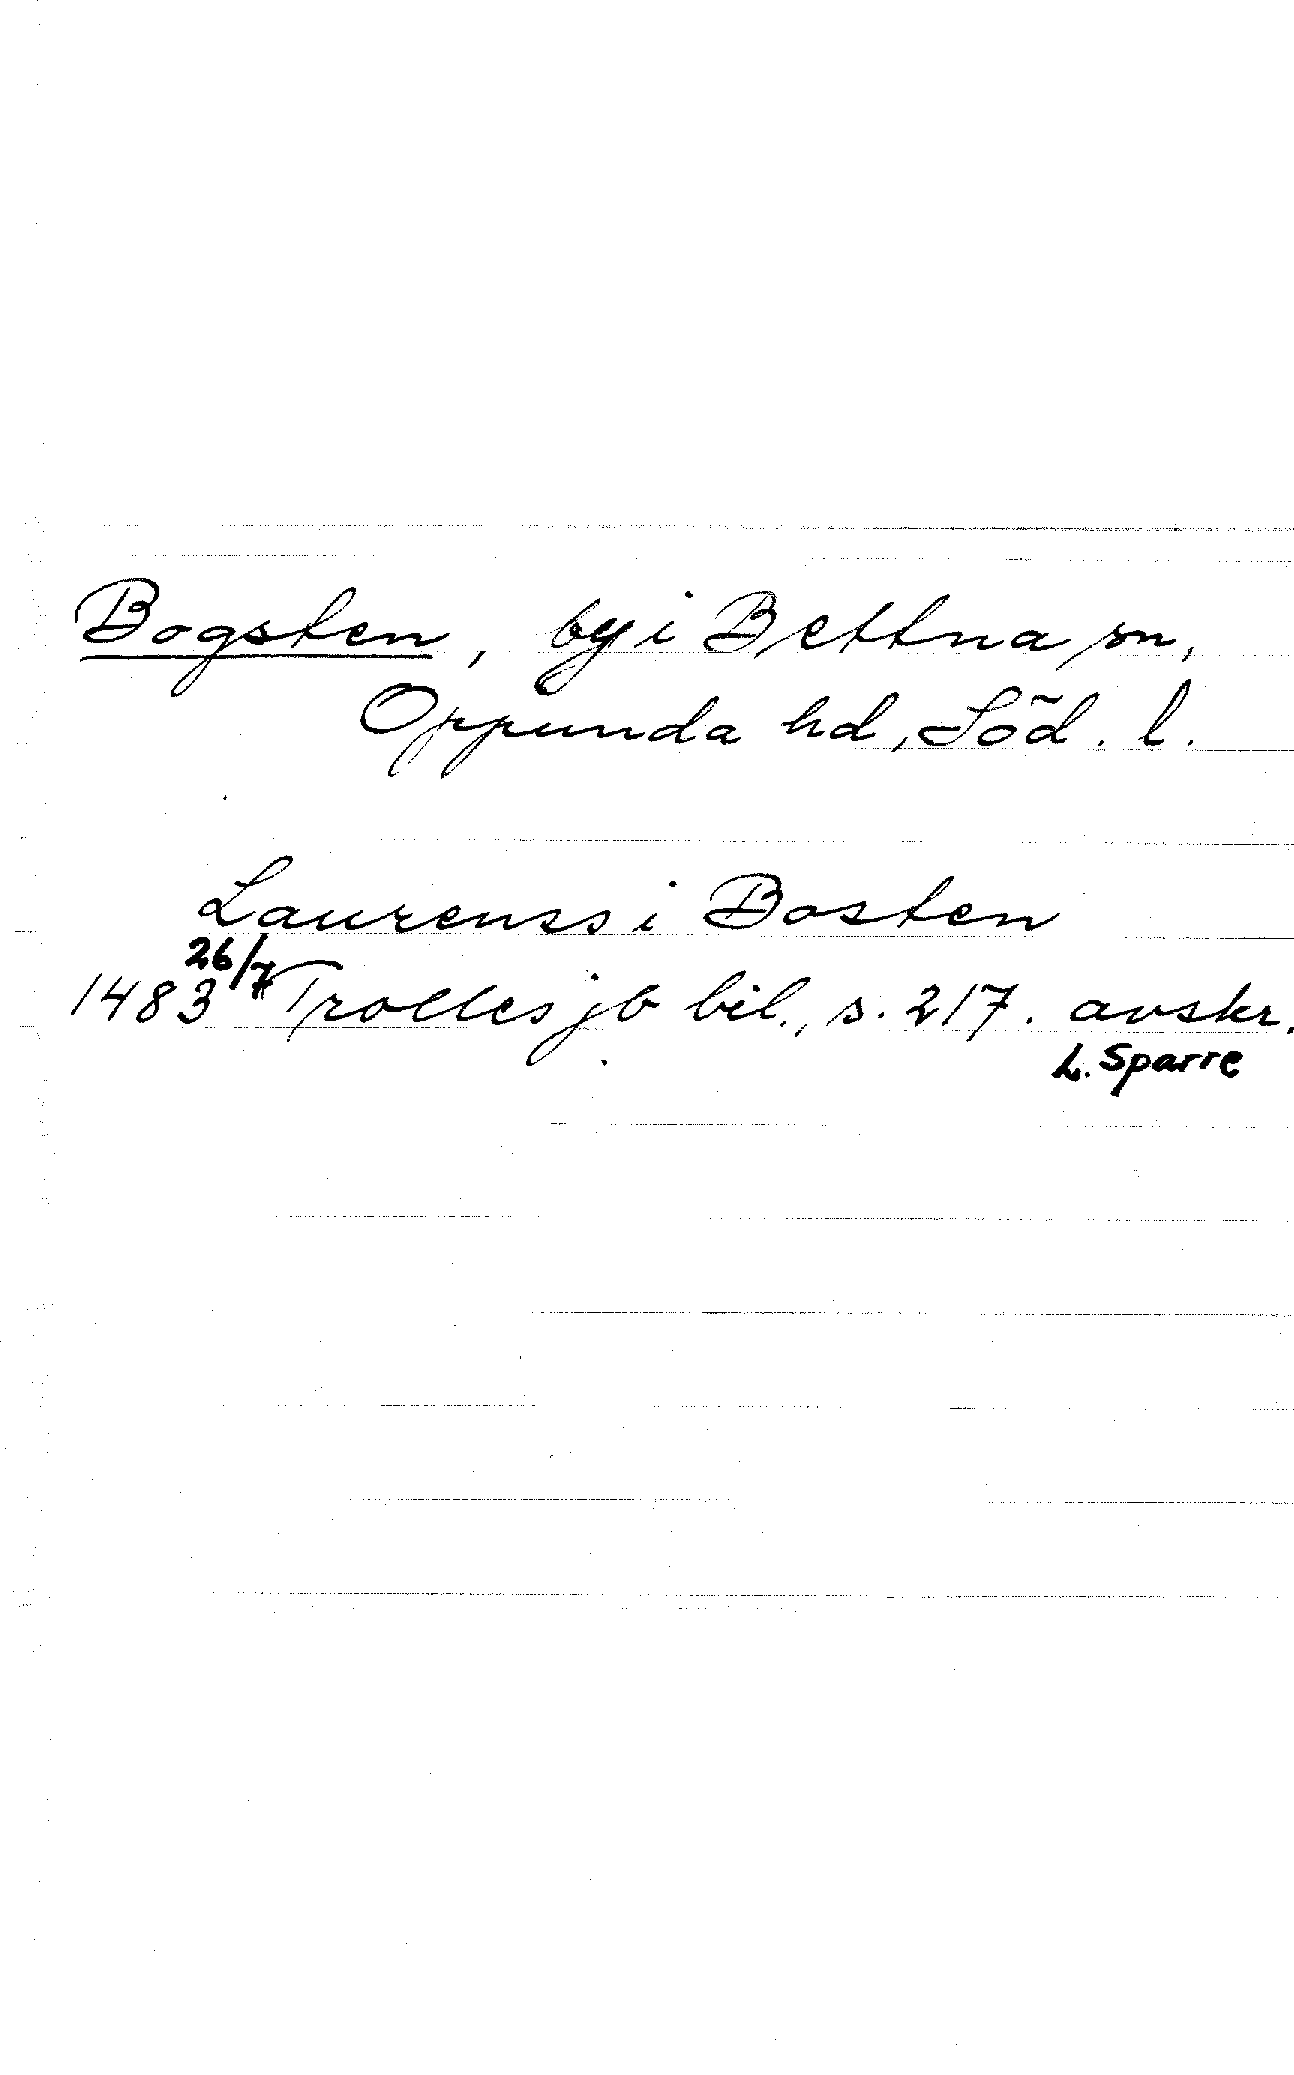 Bogsten, by i Bettna sn,
Oppunda hd, Söd. l.
Laurenss i Bosten
1483 26/7 Trolles jb bil., s. 217. avskr.
L. Sparre